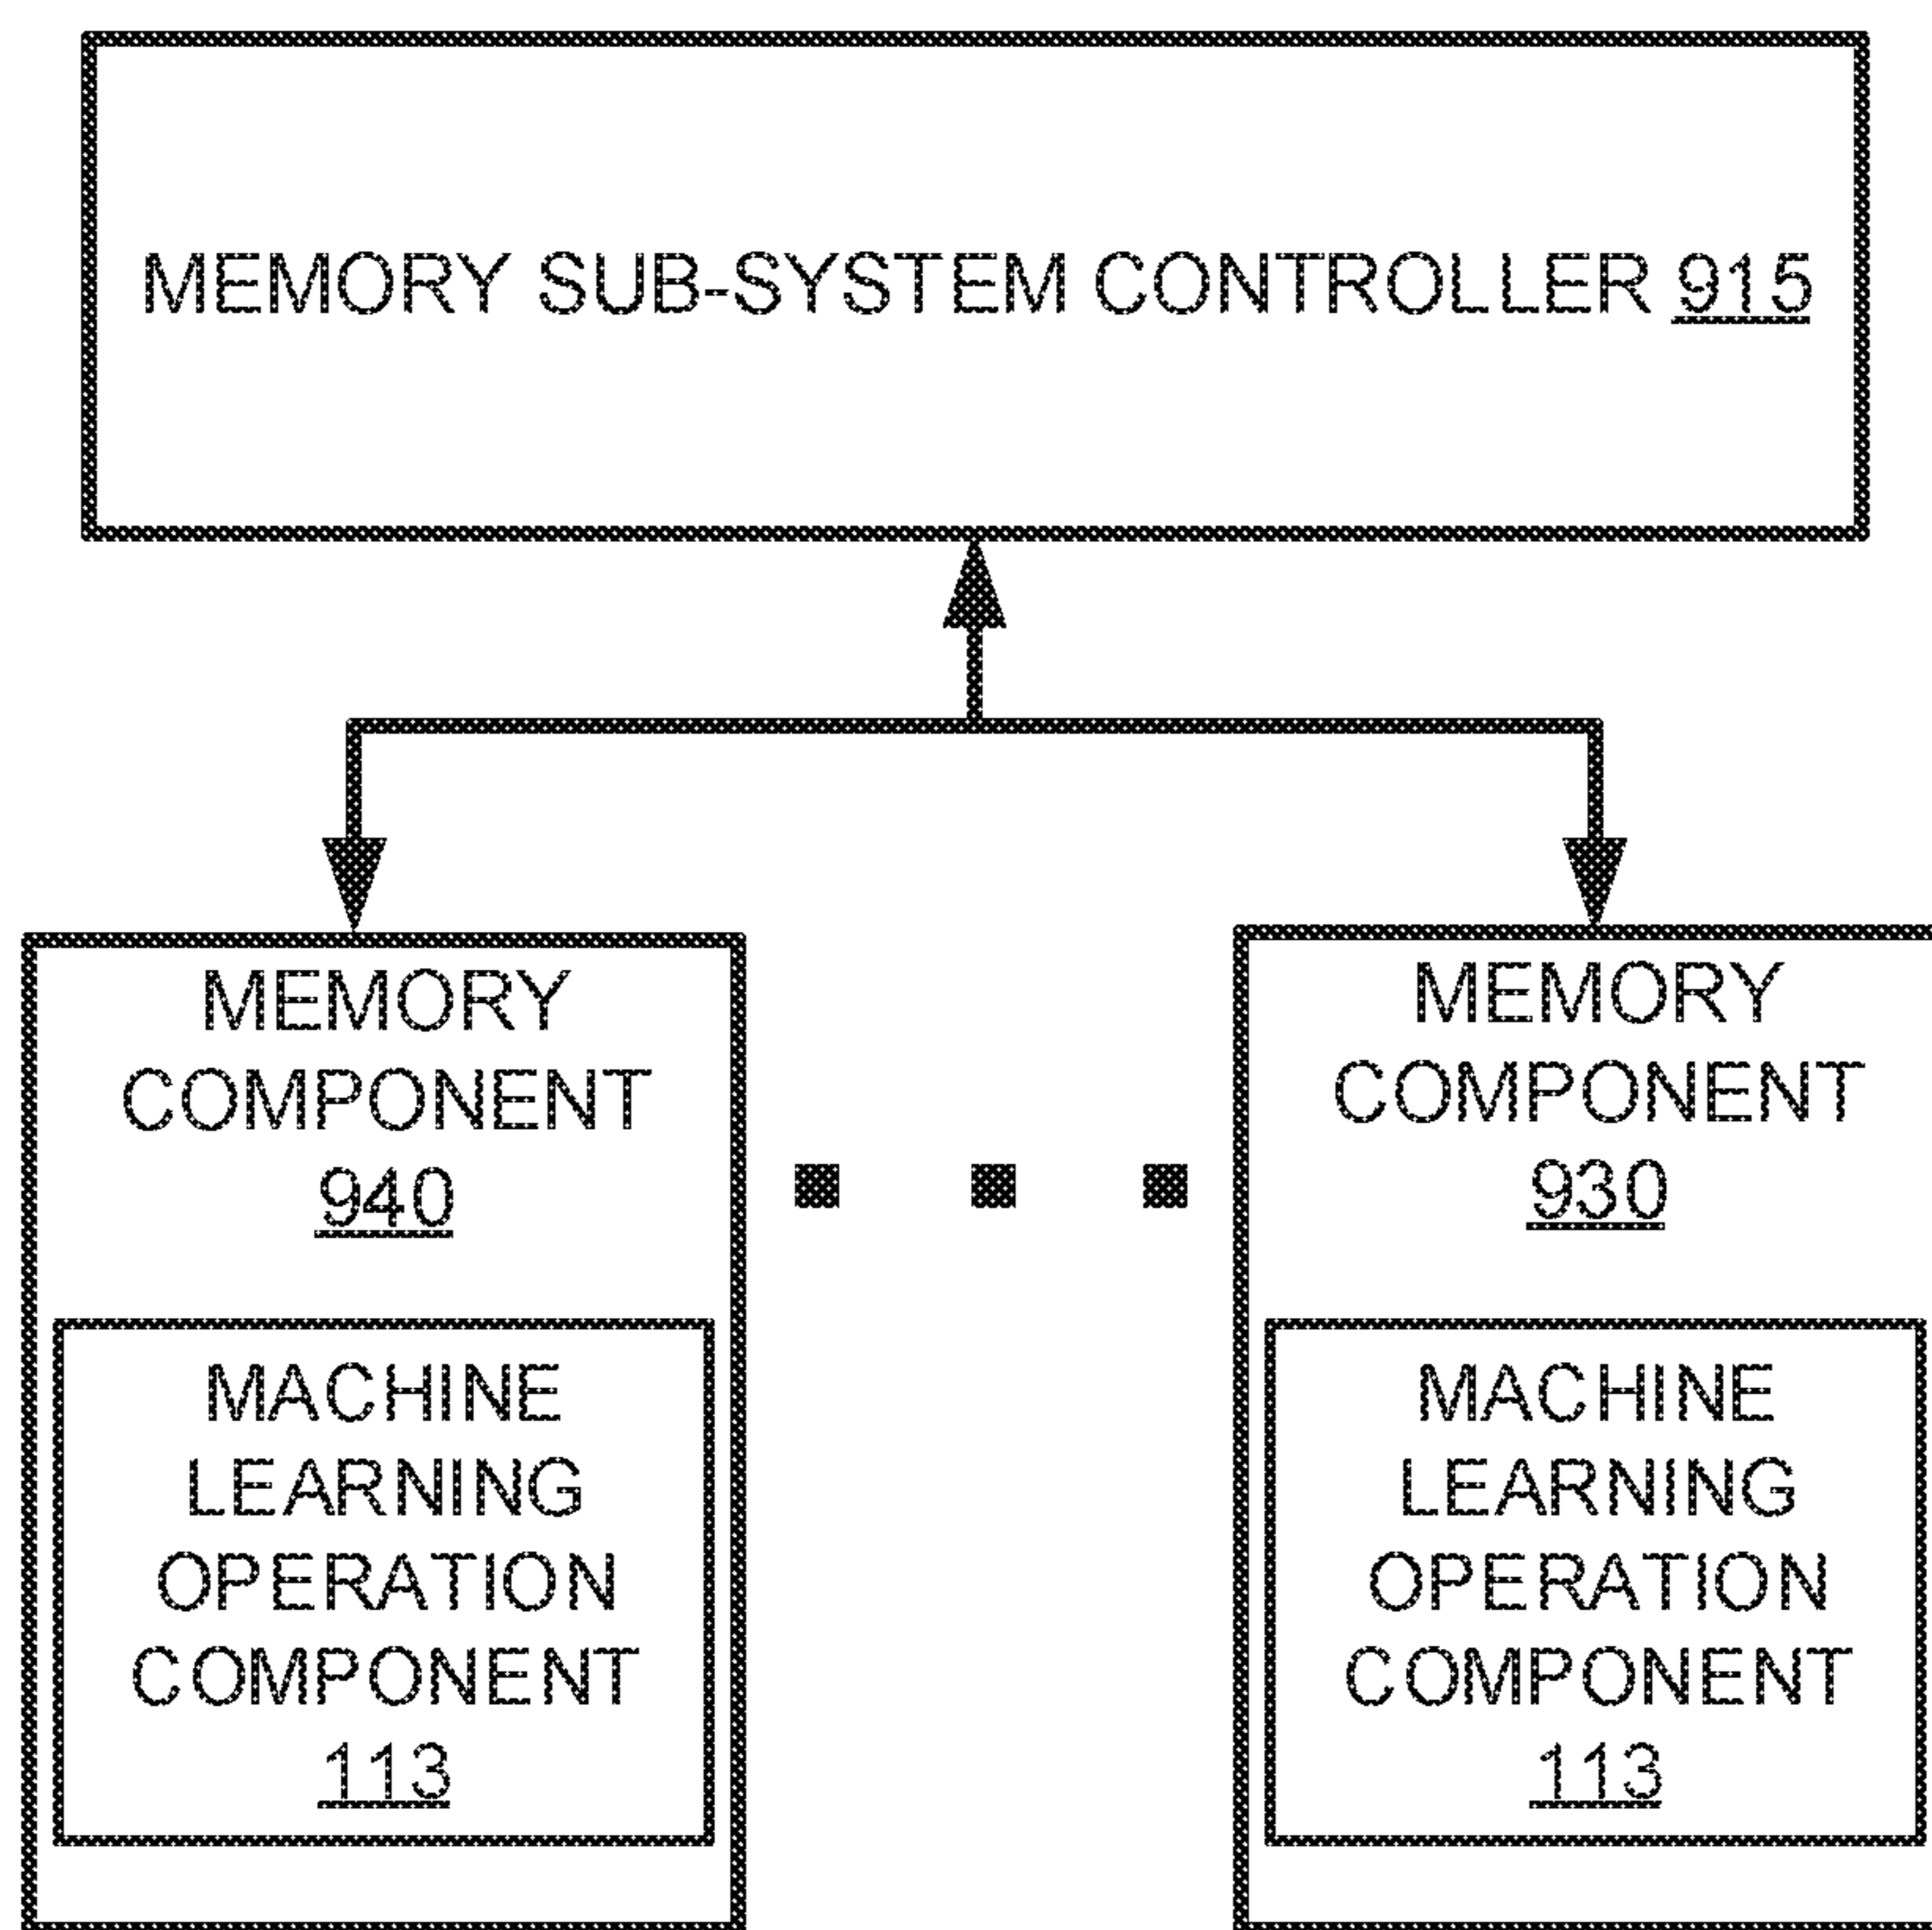 MEMORY SUB-SYSTEM CONTROLLER 915
MEMORY
COMPONENT
940
MACHINE
LEARNING
OPERATION
COMPONENT
113
MEMORY
COMPONENT
930
MACHINE
LEARNING
OPERATION
COMPONENT
113